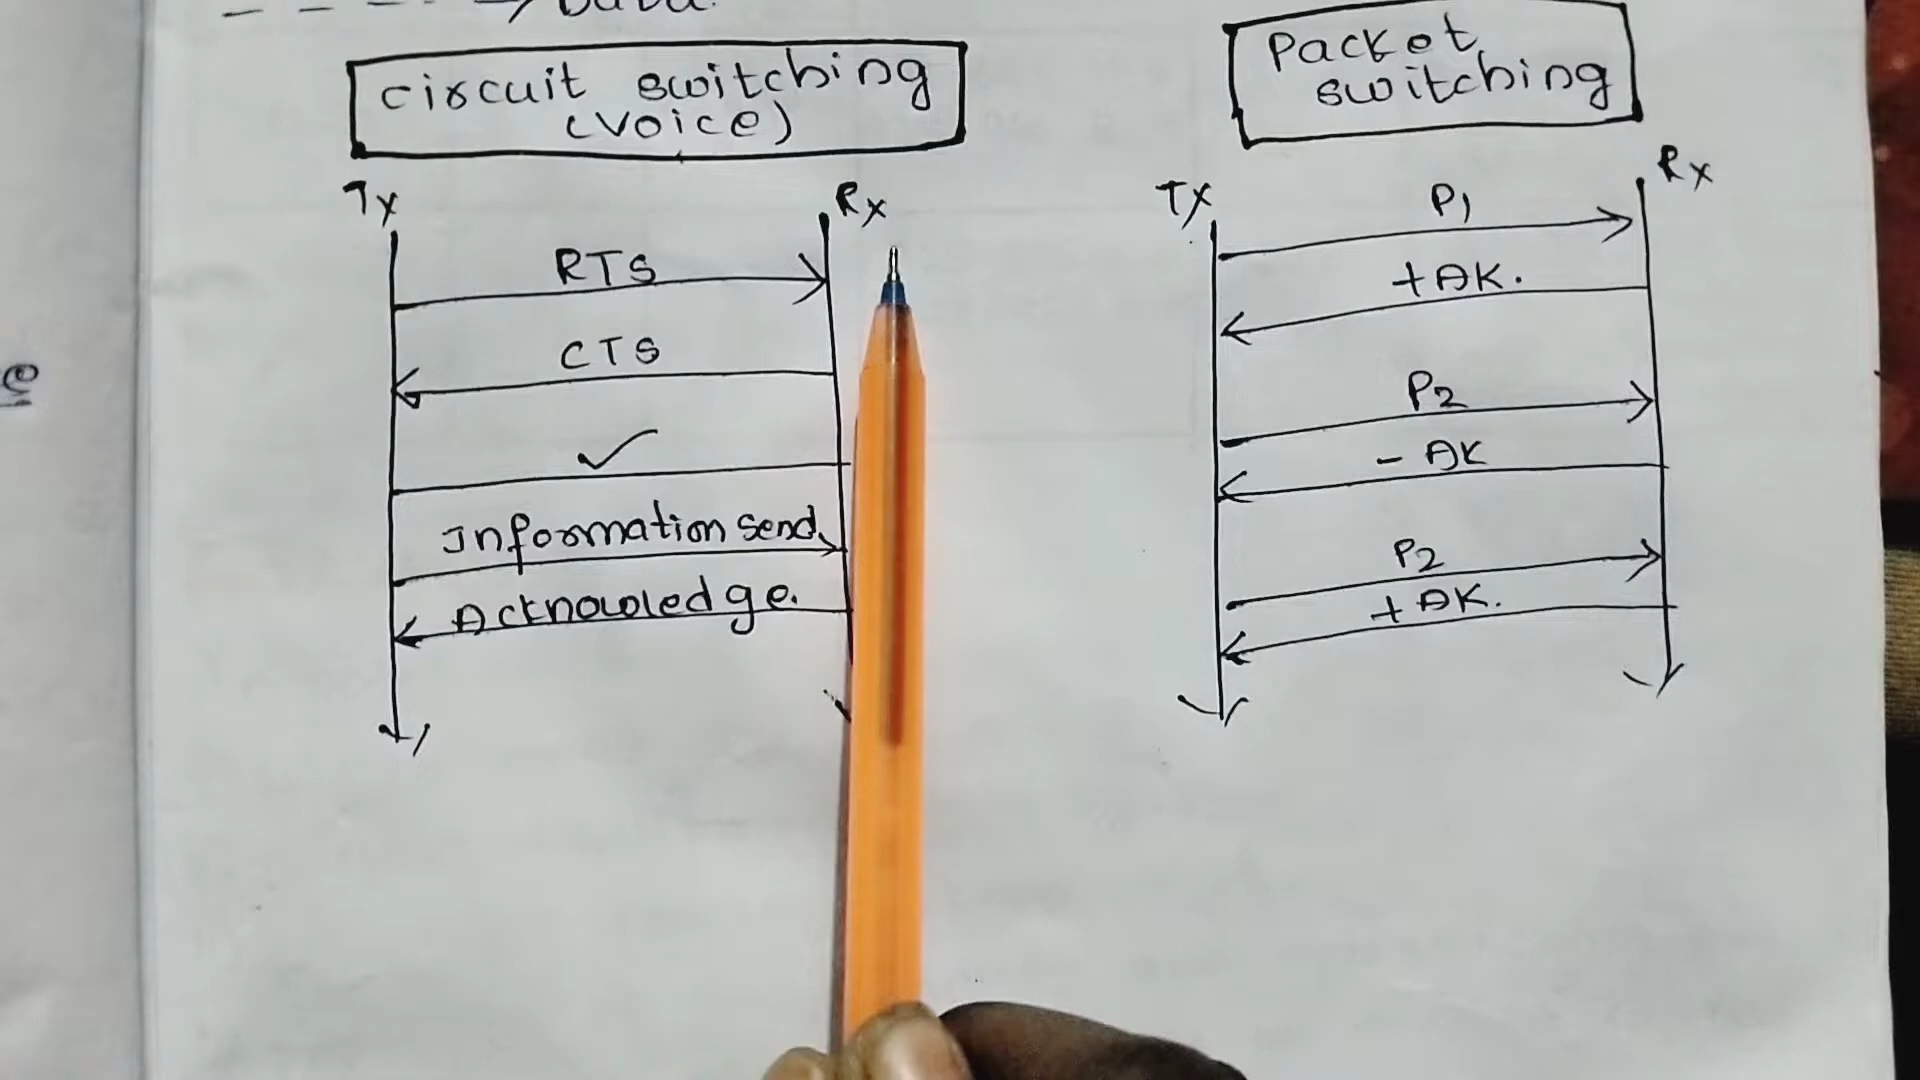 circuit switching
(voice)
Tx
Rx
RTS
CTS
Information send
Acknowledge.
Packet
switching
Tx
Rx
P1
+AK.
P2
- AK
P2
+ AK.